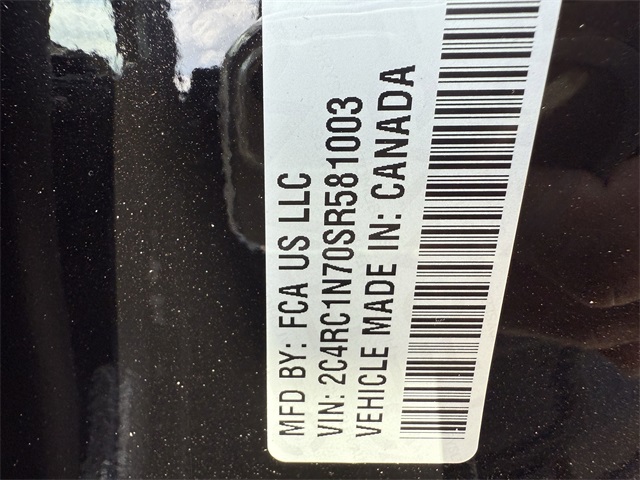 MFD BY: FCA US LLC
VIN: 2C4RC1N70SR581003
VEHICLE MADE IN: CANADA